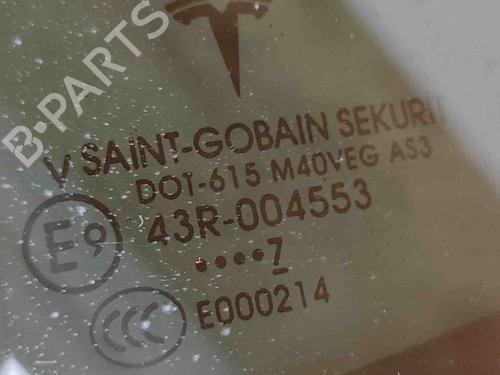 B-PARTS
V SAINT-GOBAIN SEKURIT
DOT-615 M40VEG AS3
E9
43R-004553
••••7
CCC
E000214